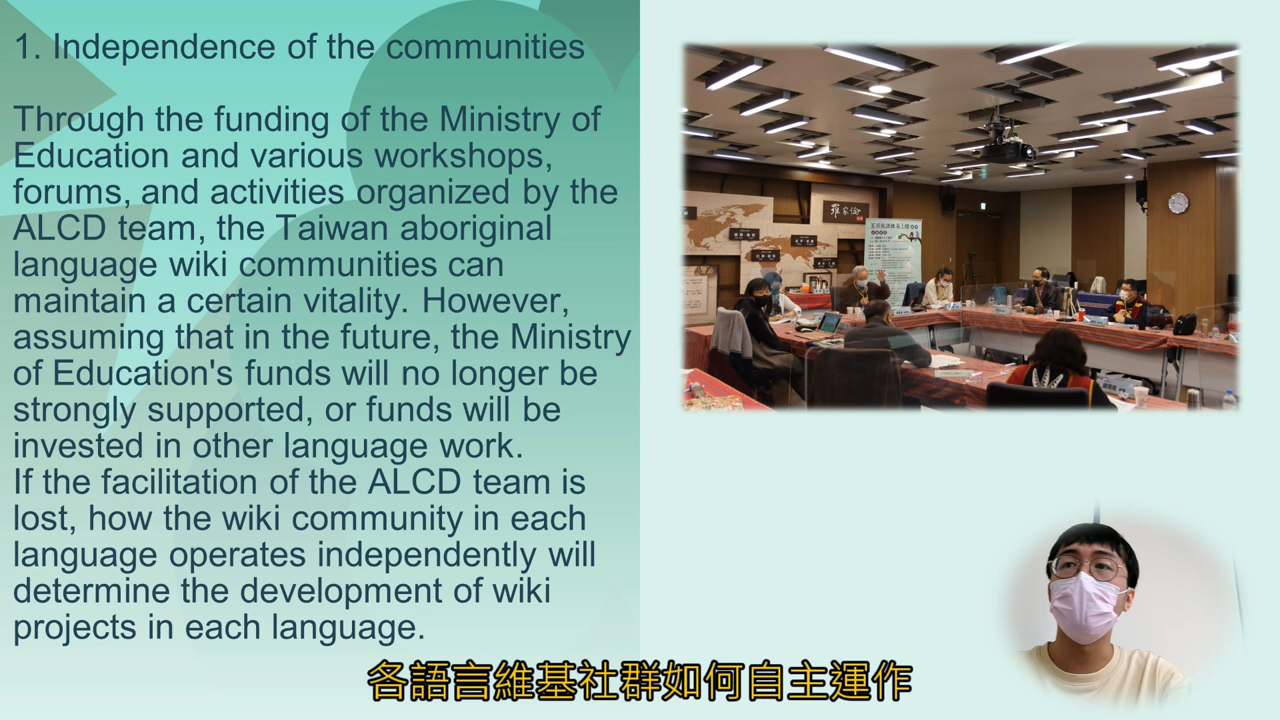 1. Independence of the communities
Through the funding of the Ministry of
Education and various workshops,
forums, and activities organized by the
ALCD team, the Taiwan aboriginal
language wiki communities can
maintain a certain vitality. However,
assuming that in the future, the Ministry
of Education's funds will no longer be
strongly supported, or funds will be
invested in other language work.
If the facilitation of the ALCD team is
lost, how the wiki community in each
language operates independently will
determine the development of wiki
projects in each language.
羅家倫
各語言維基社群如何自主運作